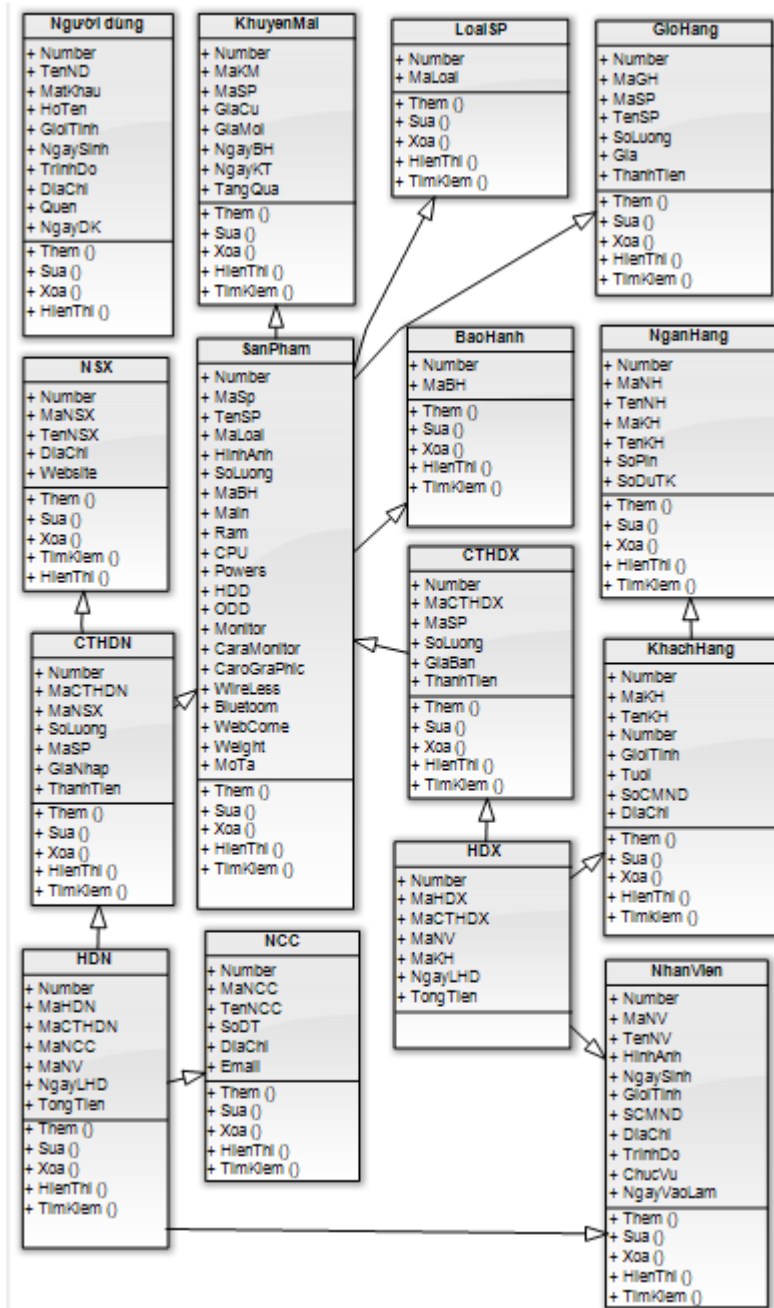 Người dùng
+ Number
+ TenND
+ MatKhau
+ HoTen
+ GioiTinh
+ NgaySinh
+ TrinhDo
+ DiaChi
+ Quen
+ NgayDK
+ Them ()
+ Sua ()
+ Xoa ()
+ HienThi ()
KhuyenMai
+ Number
+ MaKM
+ MaSP
+ GiaCu
+ GiaMoi
+ NgayBH
+ NgayKT
+ TangQua
+ Them ()
+ Sua ()
+ Xoa ()
+ HienThi ()
+ TimKiem ()
LoaiSP
+ Number
+ MaLoai
+ Them ()
+ Sua ()
+ Xoa ()
+ HienThi ()
+ TimKiem ()
GioHang
+ Number
+ MaGH
+ MaSP
+ TenSP
+ SoLuong
+ Gia
+ ThanhTien
+ Them ()
+ Sua ()
+ Xoa ()
+ HienThi ()
+ TimKiem ()
NSX
+ Number
+ MaNSX
+ TenNSX
+ DiaChi
+ Website
+ Them ()
+ Sua ()
+ Xoa ()
+ TimKiem ()
+ HienThi ()
SanPham
+ Number
+ MaSp
+ TenSP
+ MaLoai
+ HinhAnh
+ SoLuong
+ MaBH
+ Main
+ Ram
+ CPU
+ Powers
+ HDD
+ ODD
+ Monitor
+ CaraMonitor
+ CaroGraPhic
+ WireLess
+ Bluetoom
+ WebCome
+ Weight
+ MoTa
+ Them ()
+ Sua ()
+ Xoa ()
+ HienThi ()
+ TimKiem ()
BaoHanh
+ Number
+ MaBH
+ Them ()
+ Sua ()
+ Xoa ()
+ HienThi ()
+ TimKiem ()
NganHang
+ Number
+ MaNH
+ TenNH
+ MaKH
+ TenKH
+ SoPin
+ SoDuTK
+ Them ()
+ Sua ()
+ Xoa ()
+ HienThi ()
+ TimKiem ()
CTHDN
+ Number
+ MaCTHDN
+ MaNSX
+ SoLuong
+ MaSP
+ GiaNhap
+ ThanhTien
+ Them ()
+ Sua ()
+ Xoa ()
+ HienThi ()
+ TimKiem ()
CTHDX
+ Number
+ MaCTHDX
+ MaSP
+ SoLuong
+ GiaBan
+ ThanhTien
+ Them ()
+ Sua ()
+ Xoa ()
+ HienThi ()
+ TimKiem ()
KhachHang
+ Number
+ MaKH
+ TenKH
+ Number
+ GioiTinh
+ Tuoi
+ SoCMND
+ DiaChi
+ Them ()
+ Sua ()
+ Xoa ()
+ HienThi ()
+ Timkiem ()
HDN
+ Number
+ MaHDN
+ MaCTHDN
+ MaNCC
+ MaNV
+ NgayLHD
+ TongTien
+ Them ()
+ Sua ()
+ Xoa ()
+ HienThi ()
+ TimKiem ()
NCC
+ Number
+ MaNCC
+ TenNCC
+ SoDT
+ DiaChi
+ Email
+ Them ()
+ Sua ()
+ Xoa ()
+ HienThi ()
+ TimKiem ()
HDX
+ Number
+ MaHDX
+ MaCTHDX
+ MaNV
+ MaKH
+ NgayLHD
+ TongTien
NhanVien
+ Number
+ MaNV
+ TenNV
+ HinhAnh
+ NgaySinh
+ GioiTinh
+ SCMND
+ DiaChi
+ TrinhDo
+ ChucVu
+ NgayVaoLam
+ Them ()
+ Sua ()
+ Xoa ()
+ HienThi ()
+ TimKiem ()